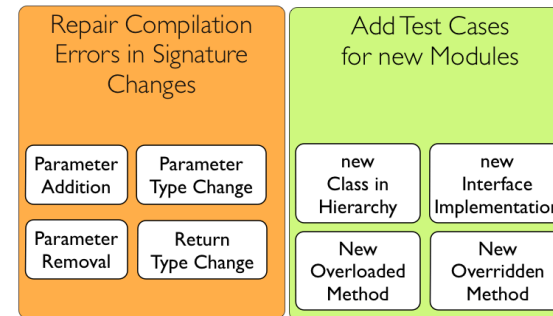 Repair Compilation
Errors in Signature
Changes
Parameter
Addition
Parameter
Type Change
Parameter
Removal
Return
Type Change
Add Test Cases
for new Modules
new
Class in
Hierarchy
new
Interface
Implementation
New
Overloaded
Method
New
Overridden
Method